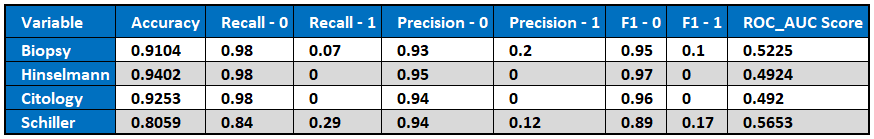 Variable Accuracy Recall - 0 Recall - 1 Precision - 0 Precision - 1 F1 - 0 F1 - 1 ROC_AUC Score
Biopsy 0.9104 0.98 0.07 0.93 0.2 0.95 0.1 0.5225
Hinselmann 0.9402 0.98 0 0.95 0 0.97 0 0.4924
Citology 0.9253 0.98 0 0.94 0 0.96 0 0.492
Schiller 0.8059 0.84 0.29 0.94 0.12 0.89 0.17 0.5653